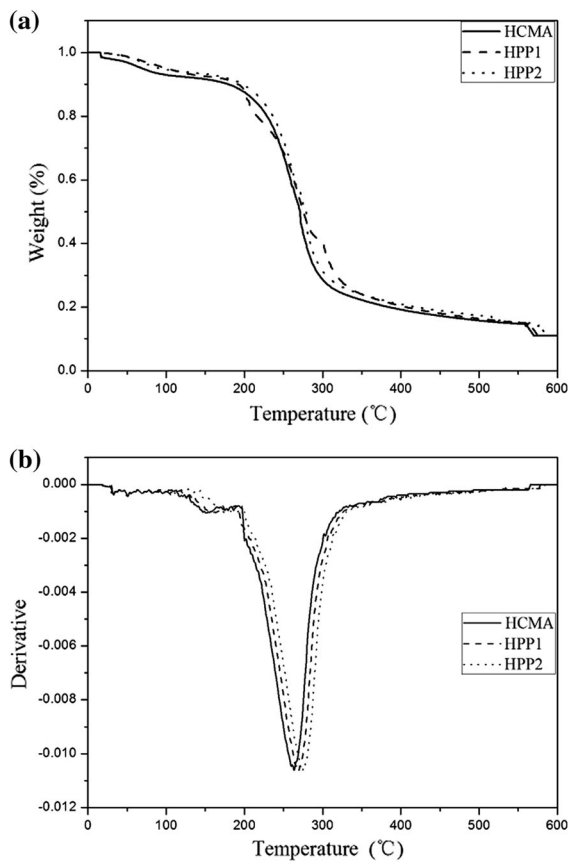 (a)
HCMA
HPP1
HPP2
1.0
0.8
0.6
0.4
0.2
0.0
Weight (%)
0 100 200 300 400 500 600
Temperature (℃)
(b)
0.000
-0.002
-0.004
-0.006
-0.008
-0.010
-0.012
Derivative
HCMA
HPP1
HPP2
0 100 200 300 400 500 600
Temperature (℃)